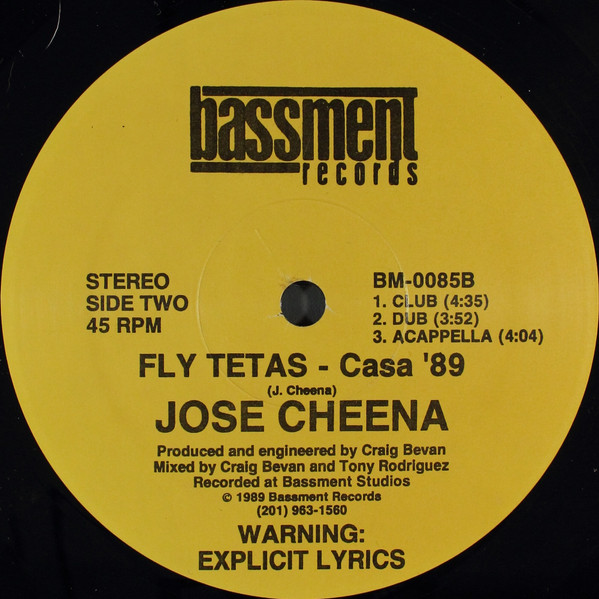 bassment
records
STEREO
SIDE TWO
45 RPM
BM-0085B
1. CLUB (4:35)
2. DUB (3:52)
3. ACAPPELLA (4:04)
FLY TETAS - Casa '89
(J. Cheena)
JOSE CHEENA
Produced and engineered by Craig Bevan
Mixed by Craig Bevan and Tony Rodriguez
Recorded at Bassment Studios
© 1989 Bassment Records
(201) 963-1560
WARNING:
EXPLICIT LYRICS